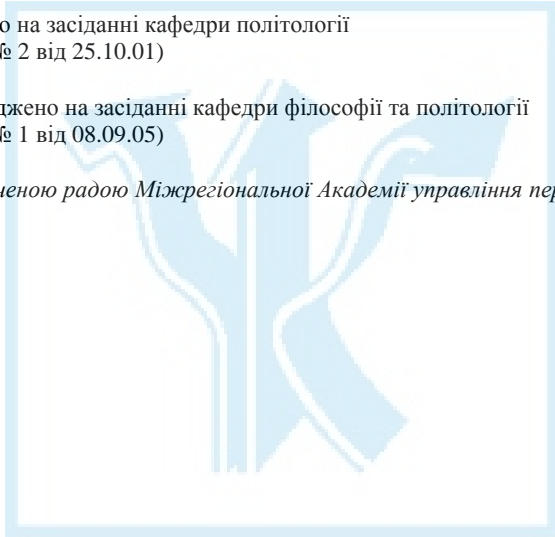 о на засіданні кафедри політології
№ 2 від 25.10.01)
джено на засіданні кафедри філософії та політології
№ 1 від 08.09.05)
ченою радою Міжрегіональної Академії управління пер